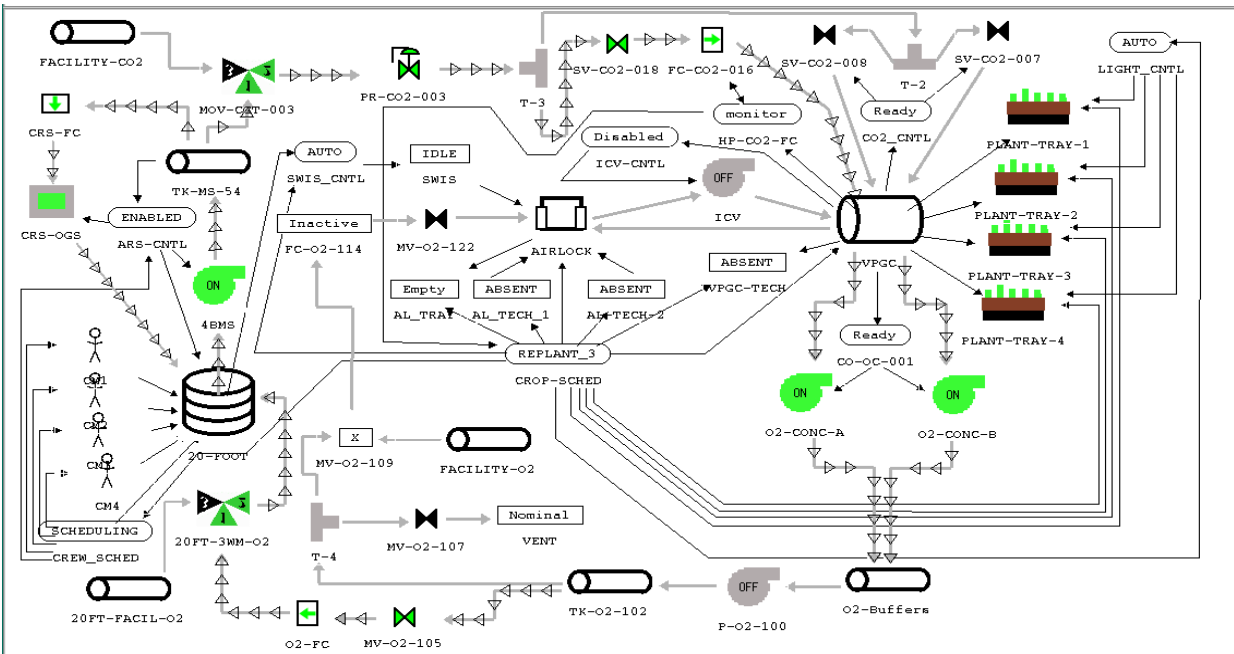 FACILITY-CO2
MOV-CST-003
PR-CO2-003
T-3
SV-CO2-018
FC-CO2-016
SV-CO2-008
T-2
SV-CO2-007
AUTO
LIGHT_CNTL
CRS-FC
TK-MS-54
AUTO
SWIS_CNTL
IDLE
SWIS
Disabled
ICV-CNTL
monitor
HP-CO2-FC
Ready
CO2_CNTL
PLANT-TRAY-1
CRS-OGS
ENABLED
ARS-CNTL
Inactive
FC-O2-114
MV-O2-122
AIRLOCK
OFF
ICV
VPGC
PLANT-TRAY-2
PLANT-TRAY-3
PLANT-TRAY-4
ON
4BMS
Empty
AL_TRAY
ABSENT
AL_TECH_1
ABSENT
AL_TECH-2
ABSENT
VPGC-TECH
REPLANT_3
CROP-SCHED
Ready
CO-OC-001
ON
O2-CONC-A
ON
O2-CONC-B
CM1
CM2
CM4
20-FOOT
X
MV-O2-109
FACILITY-O2
SCHEDULING
CREW_SCHED
3
2
1
20FT-3WM-O2
T-4
MV-O2-107
Nominal
VENT
20FT-FACIL-O2
O2-FC
MV-O2-105
TK-O2-102
OFF
P-O2-100
O2-Buffers